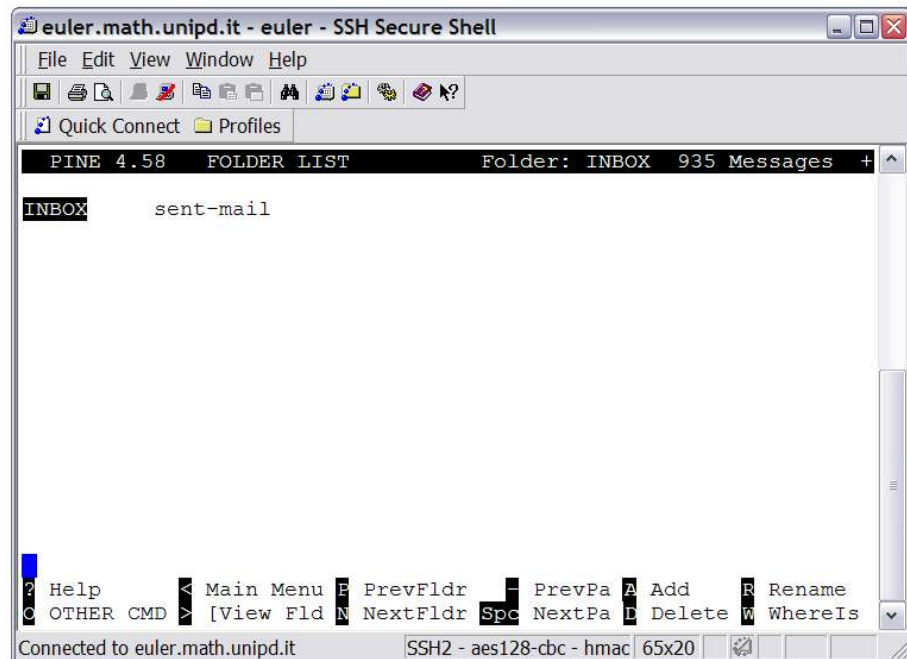 euler.math.unipd.it - euler - SSH Secure Shell
File Edit View Window Help
Quick Connect Profiles
PINE 4.58 FOLDER LIST Folder: INBOX 935 Messages +
INBOX sent-mail
? Help < Main Menu P PrevFldr - PrevPa A Add R Rename
O OTHER CMD > [View Fld N NextFldr Spc NextPa D Delete W WhereIs
Connected to euler.math.unipd.it SSH2 - aes128-cbc - hmac 65x20